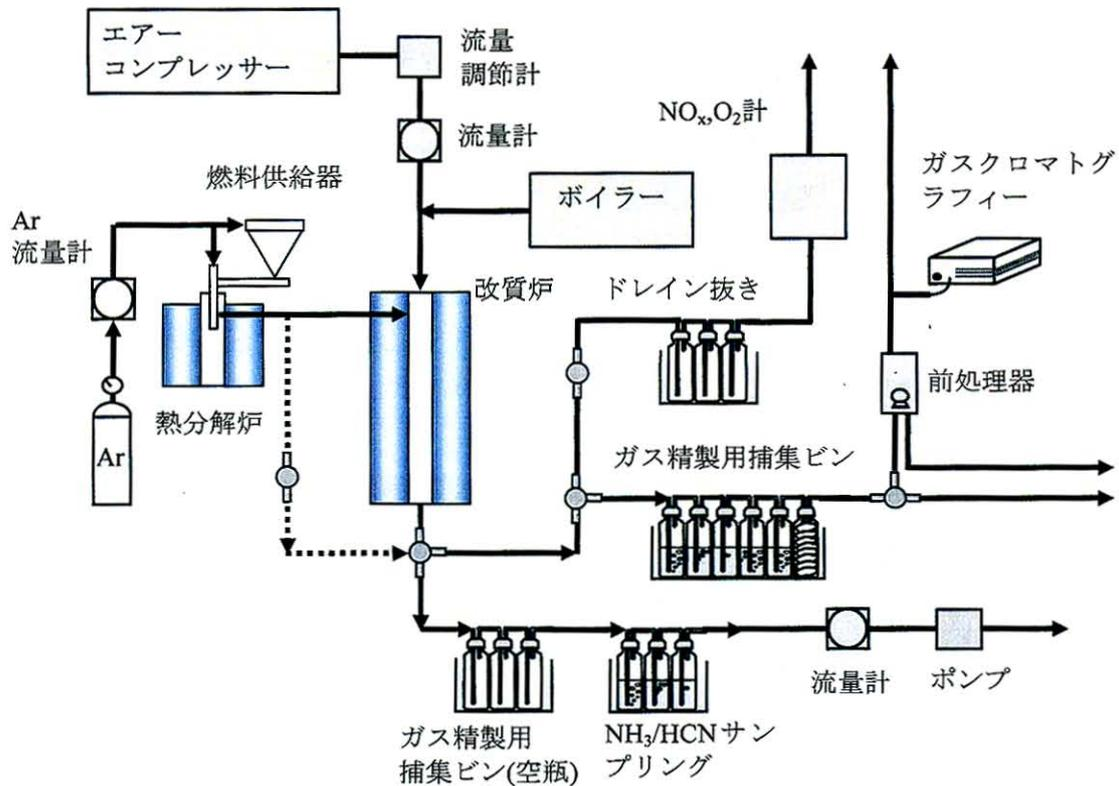 エアー
コンプレッサー
流量
調節計
流量計
NOx,O2計
ガスクロマトグ
ラフィー
燃料供給器
ボイラー
Ar
流量計
改質炉
ドレイン抜き
前処理器
熱分解炉
Ar
ガス精製用捕集ビン
流量計
ポンプ
ガス精製用
捕集ビン(空瓶)
NH3/HCNサン
プリング